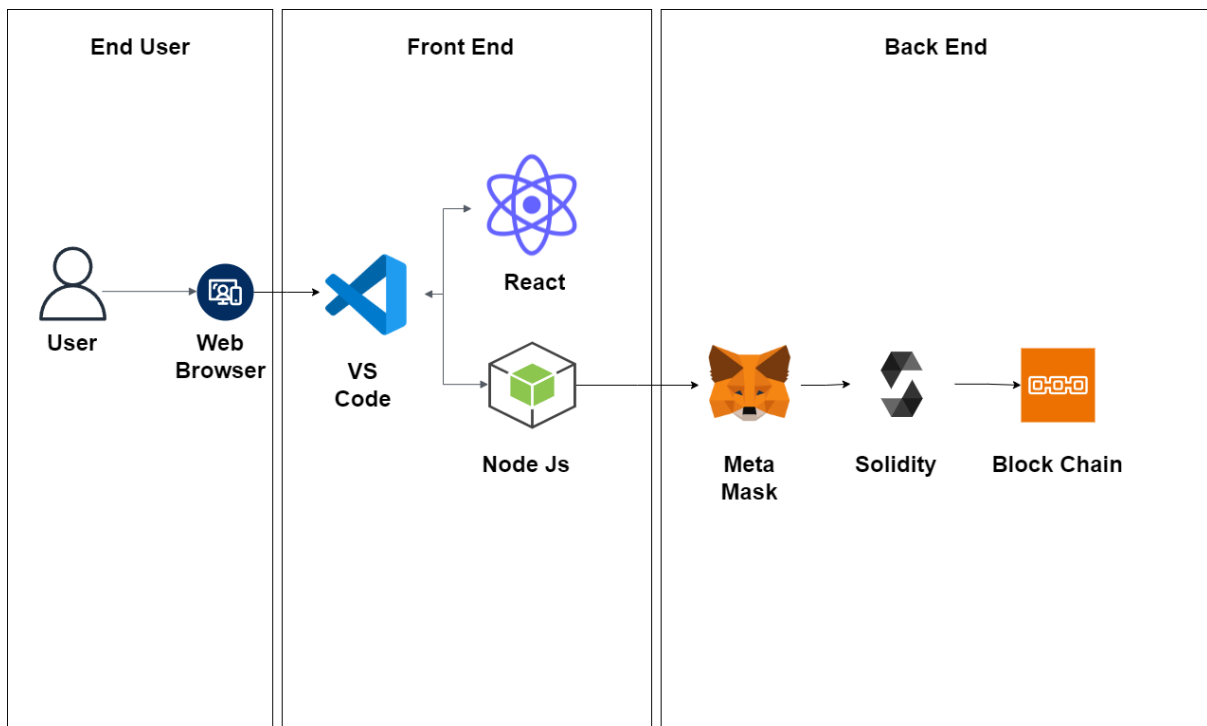 End User
Front End
Back End
User
Web
Browser
VS
Code
React
Node Js
Meta
Mask
Solidity
Block Chain